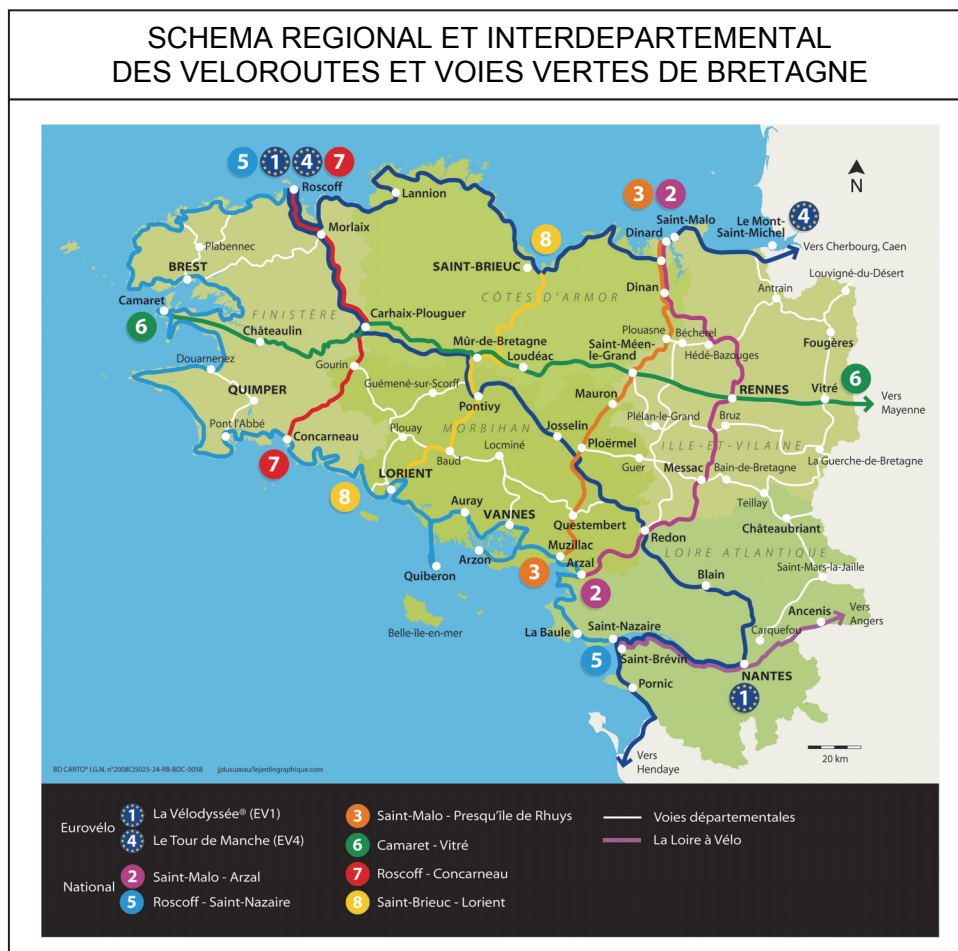 SCHEMA REGIONAL ET INTERDEPARTEMENTAL
DES VELOROUTES ET VOIES VERTES DE BRETAGNE
5 1 4 7
Roscoff
Lannion
3 2
Saint-Malo
Dinard
Le Mont-
Saint-Michel
4
N
Vers Cherbourg, Caen
Morlaix
Plabennec
8
SAINT-BRIEUC
BREST
CÔTES D'ARMOR
Dinan
Louvigné-du-Désert
Antrain
Camaret
6
FINISTÈRE
Châteaulin
Carhaix-Plouguer
Mûr-de-Bretagne
Loudéac
Plouasne
Bécherel
Saint-Méen-
le-Grand
Hédé-Bazouges
Fougères
Douarnenez
Gourin
Guémené-sur-Scorff
RENNES
Vitré
6
Vers
Mayenne
QUIMPER
Pontivy
Mauron
Plélan-le-Grand
Bruz
Pont l'Abbé
Concarneau
Plouay
MORBIHAN
Josselin
Ploërmel
ILLE-ET-VILAINE
7
Baud
Locminé
Guer
Messac
Bain-de-Bretagne
La Guerche-de-Bretagne
8
LORIENT
Teillay
Auray
VANNES
Questembert
Redon
Châteaubriant
Muzillac
LOIRE ATLANTIQUE
Quiberon
Arzon
3
Arzal
2
Blain
Saint-Mars-la-Jaille
Belle-île-en-mer
La Baule
Saint-Nazaire
Carquefou
Ancenis
Vers
Angers
5
Saint-Brévin
NANTES
Pornic
1
Vers
Hendaye
20 km
BD CARTO® I.G.N. n°2008CISO25-24-RB-BDC-0058 jjdusuzeau/lejardingraphique.com
Eurovélo
1 La Vélodyssée® (EV1)
4 Le Tour de Manche (EV4)
National
2 Saint-Malo - Arzal
5 Roscoff - Saint-Nazaire
3 Saint-Malo - Presqu'île de Rhuys
6 Camaret - Vitré
7 Roscoff - Concarneau
8 Saint-Brieuc - Lorient
Voies départementales
La Loire à Vélo